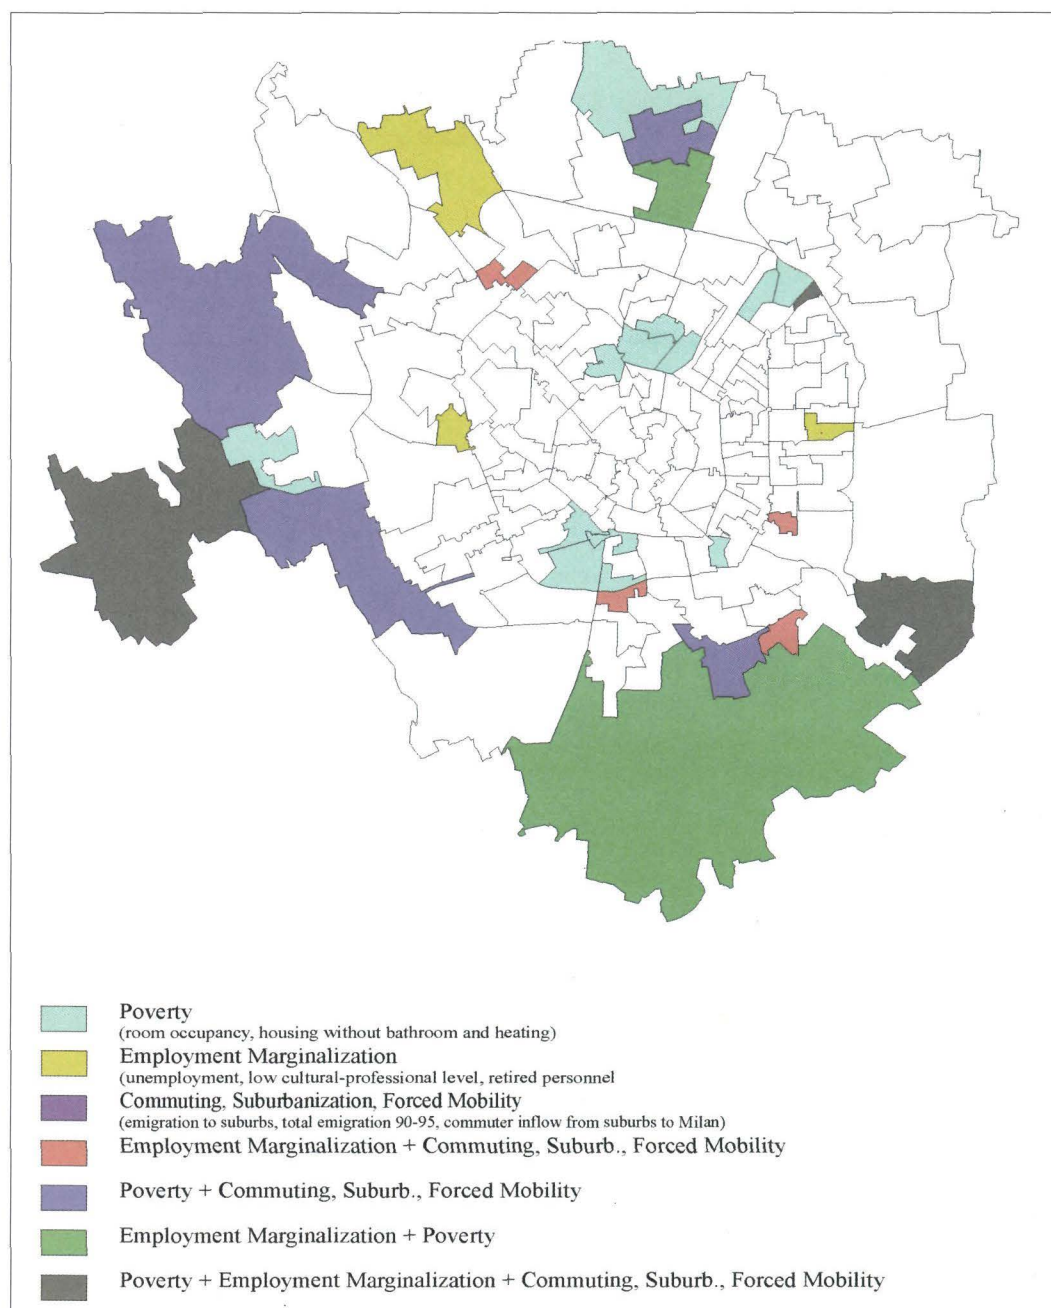 Poverty
(room occupancy, housing without bathroom and heating)
Employment Marginalization
(unemployment, low cultural-professional level, retired personnel
Commuting, Suburbanization, Forced Mobility
(emigration to suburbs, total emigration 90-95, commuter inflow from suburbs to Milan)
Employment Marginalization + Commuting, Suburb., Forced Mobility
Poverty + Commuting, Suburb., Forced Mobility
Employment Marginalization + Poverty
Poverty + Employment Marginalization + Commuting, Suburb., Forced Mobility